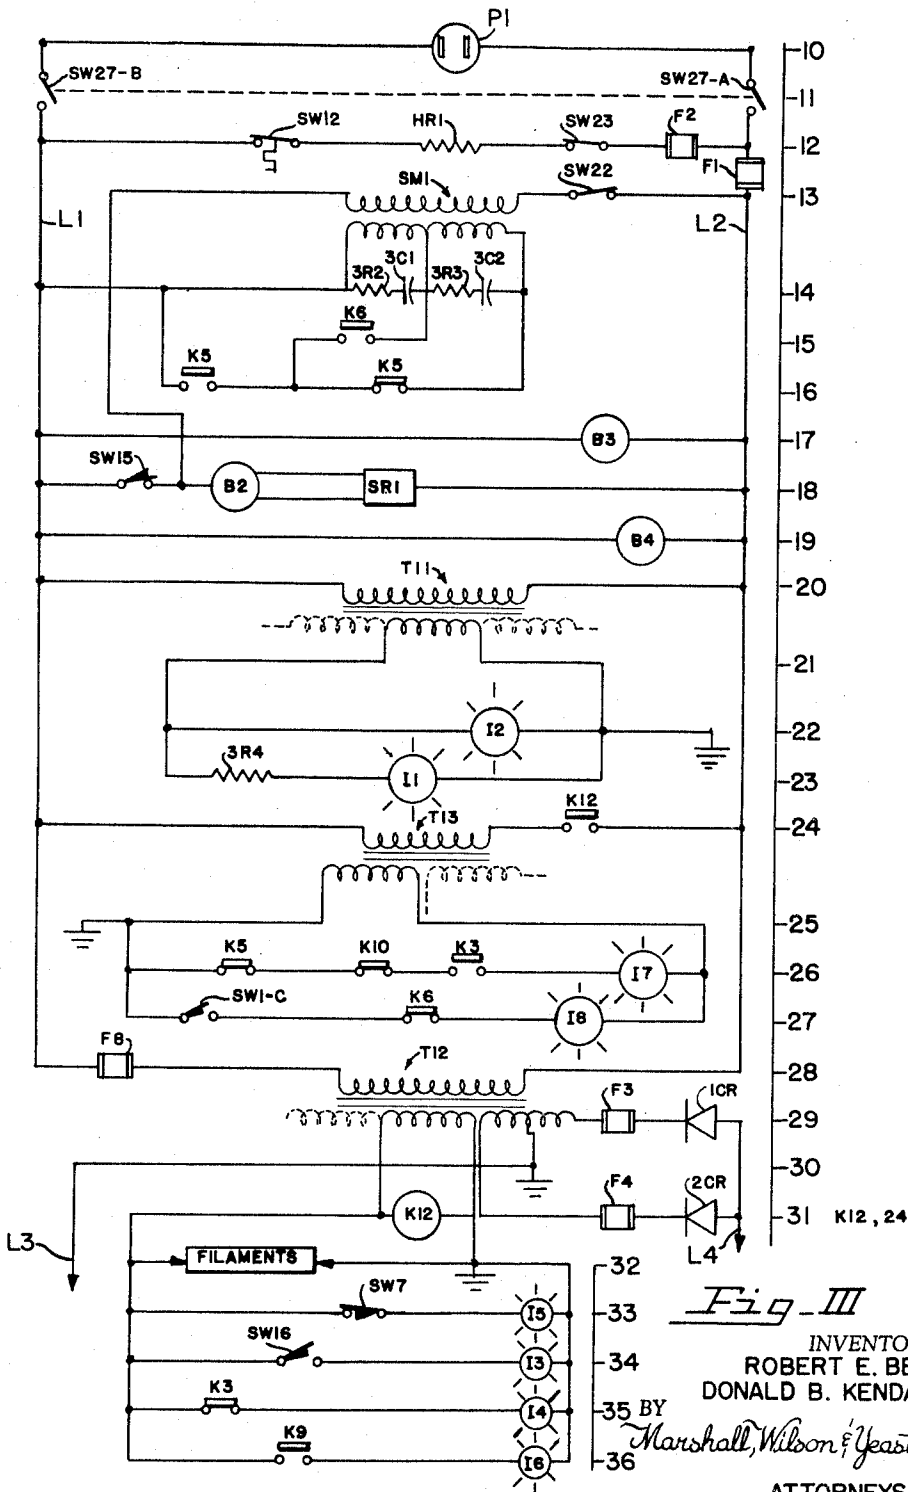 P1
10
SW27-B
SW27-A
11
SW12
HR1
SW23
F2
12
F1
SM1
SW22
13
L1
L2
3R2
3C1
3R3
3C2
14
K6
15
K5
K5
16
B3
17
SW15
B2
SR1
18
B4
19
T11
20
21
I2
22
3R4
I1
23
T13
K12
24
25
K5
K10
K3
I7
26
SW1-C
K6
I8
27
F8
T12
28
F3
1CR
29
30
F4
2CR
K12
31 K12, 24
L3
L4
FILAMENTS
32
SW7
I5
33
Fig. III
SW16
I3
34
INVENTO
ROBERT E. BE
DONALD B. KENDA
K3
I4
35
BY
K9
I6
36
Marshall, Wilson & Yeast
ATTORNEYS